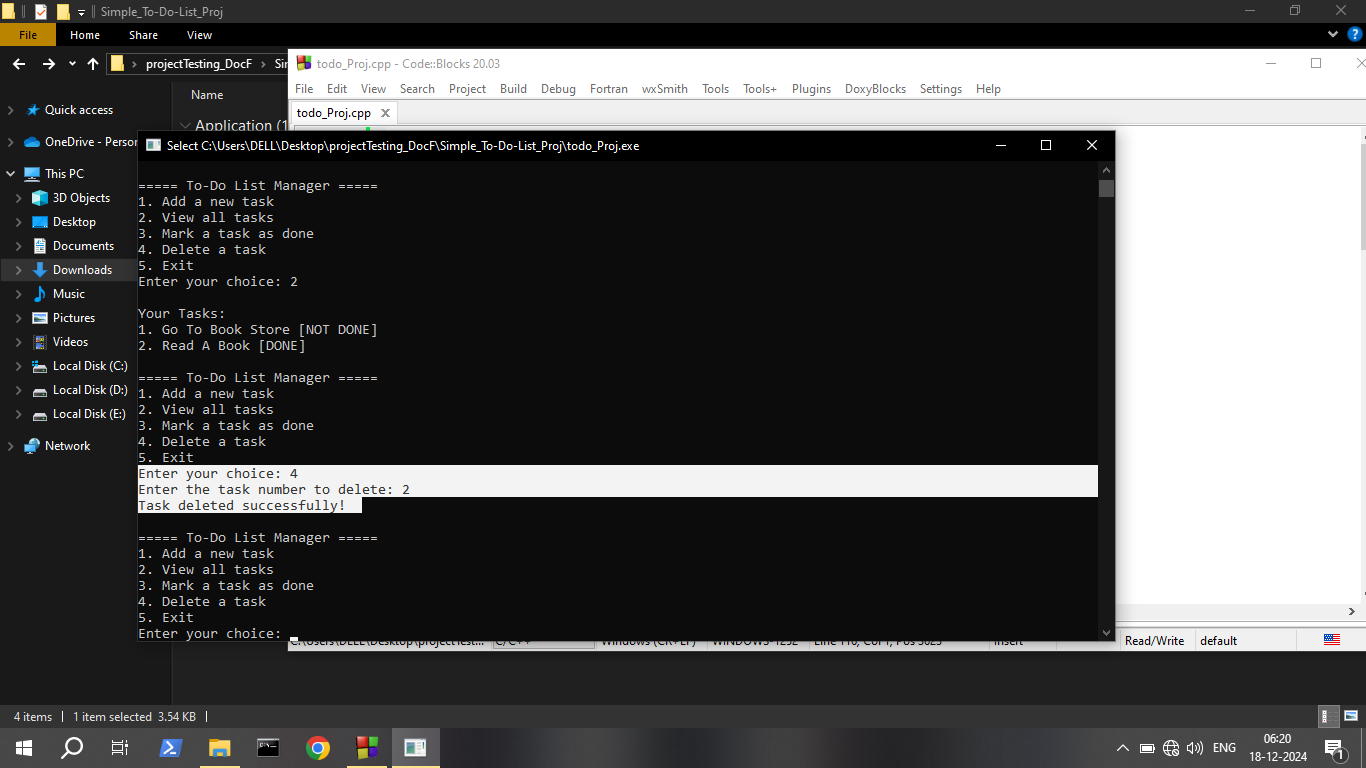 Simple_To-Do-List_Proj
File Home Share View
projectTesting_DocF
Name
Application (1
Quick access
OneDrive - Person
This PC
3D Objects
Desktop
Documents
Downloads
Music
Pictures
Videos
Local Disk (C:)
Local Disk (D:)
Local Disk (E:)
Network
4 items 1 item selected 3.54 KB
todo_Proj.cpp - Code::Blocks 20.03
File Edit View Search Project Build Debug Fortran wxSmith Tools Tools+ Plugins DoxyBlocks Settings Help
todo_Proj.cpp
Select C:\Users\DELL\Desktop\projectTesting_DocF\Simple_To-Do-List_Proj\todo_Proj.exe
===== To-Do List Manager =====
1. Add a new task
2. View all tasks
3. Mark a task as done
4. Delete a task
5. Exit
Enter your choice: 2
Your Tasks:
1. Go To Book Store [NOT DONE]
2. Read A Book [DONE]
===== To-Do List Manager =====
1. Add a new task
2. View all tasks
3. Mark a task as done
4. Delete a task
5. Exit
Enter your choice: 4
Enter the task number to delete: 2
Task deleted successfully!
===== To-Do List Manager =====
1. Add a new task
2. View all tasks
3. Mark a task as done
4. Delete a task
5. Exit
Enter your choice:
Read/Write default
ENG
06:20
18-12-2024
1